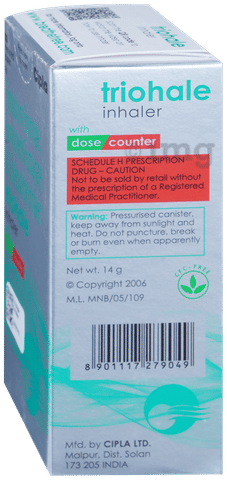 triohale
inhaler
with
dose counter
SCHEDULE H PRESCRIPTION
DRUG – CAUTION
Not to be sold by retail without
the prescription of a Registered
Medical Practitioner.
Warning: Pressurised canister,
keep away from sunlight and
heat. Do not puncture, break
or burn even when apparently
empty.
Net wt. 14 g
© Copyright 2006
M.L. MNB/05/109
CFC-FREE
8 901117 279049
Mfd. by CIPLA LTD.
Malpur, Dist. Solan
173 205 INDIA
Cipla
1mg